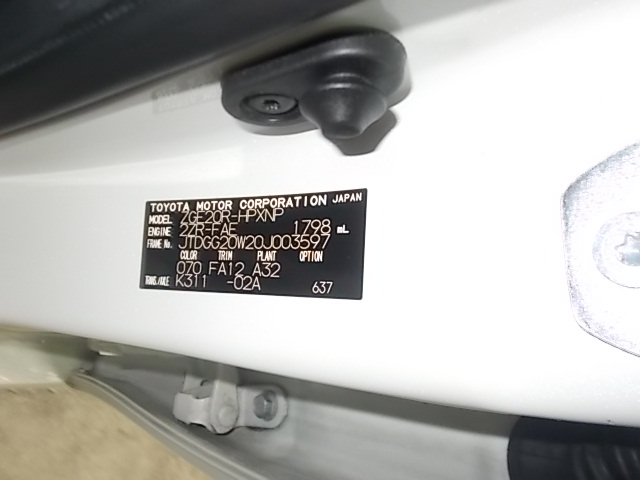 TOYOTA MOTOR CORPORATION JAPAN
MODEL ZGE20R-HPXNP
ENGINE 2ZR-FAE 1798 mL
FRAME No. JTDGG20W20J003597
COLOR TRIM PLANT OPTION
070 FA12 A32
TRANS./AXLE K311 -02A 637